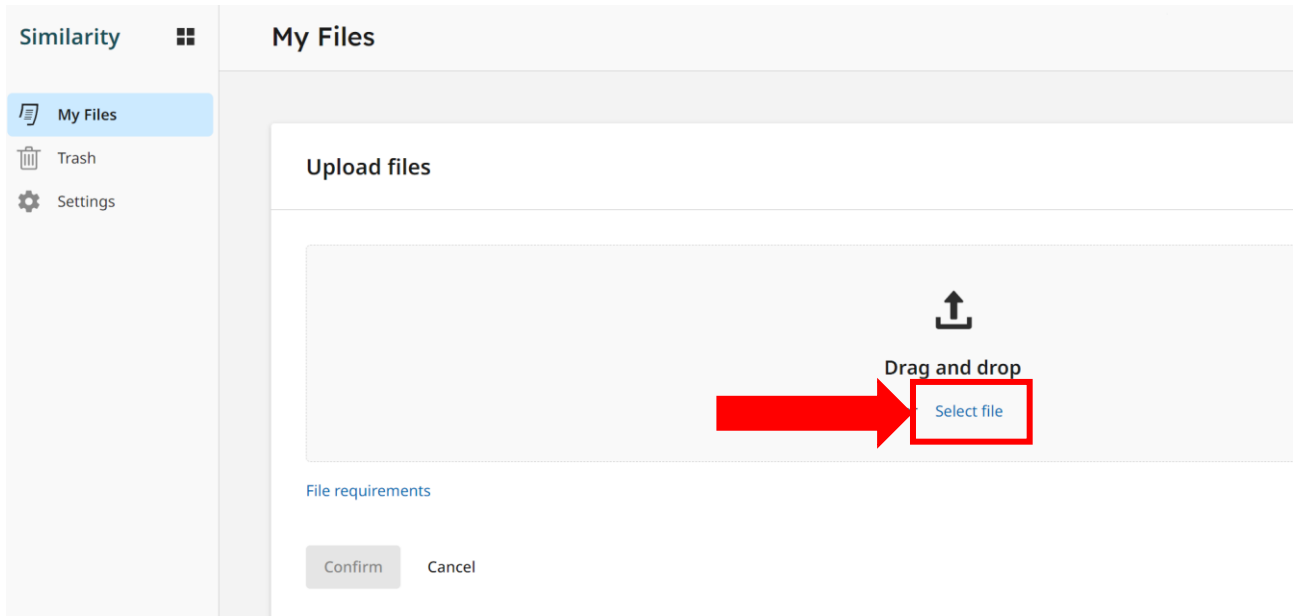 Similarity
My Files
My Files
Trash
Settings
Upload files
Drag and drop
Select file
File requirements
Confirm
Cancel